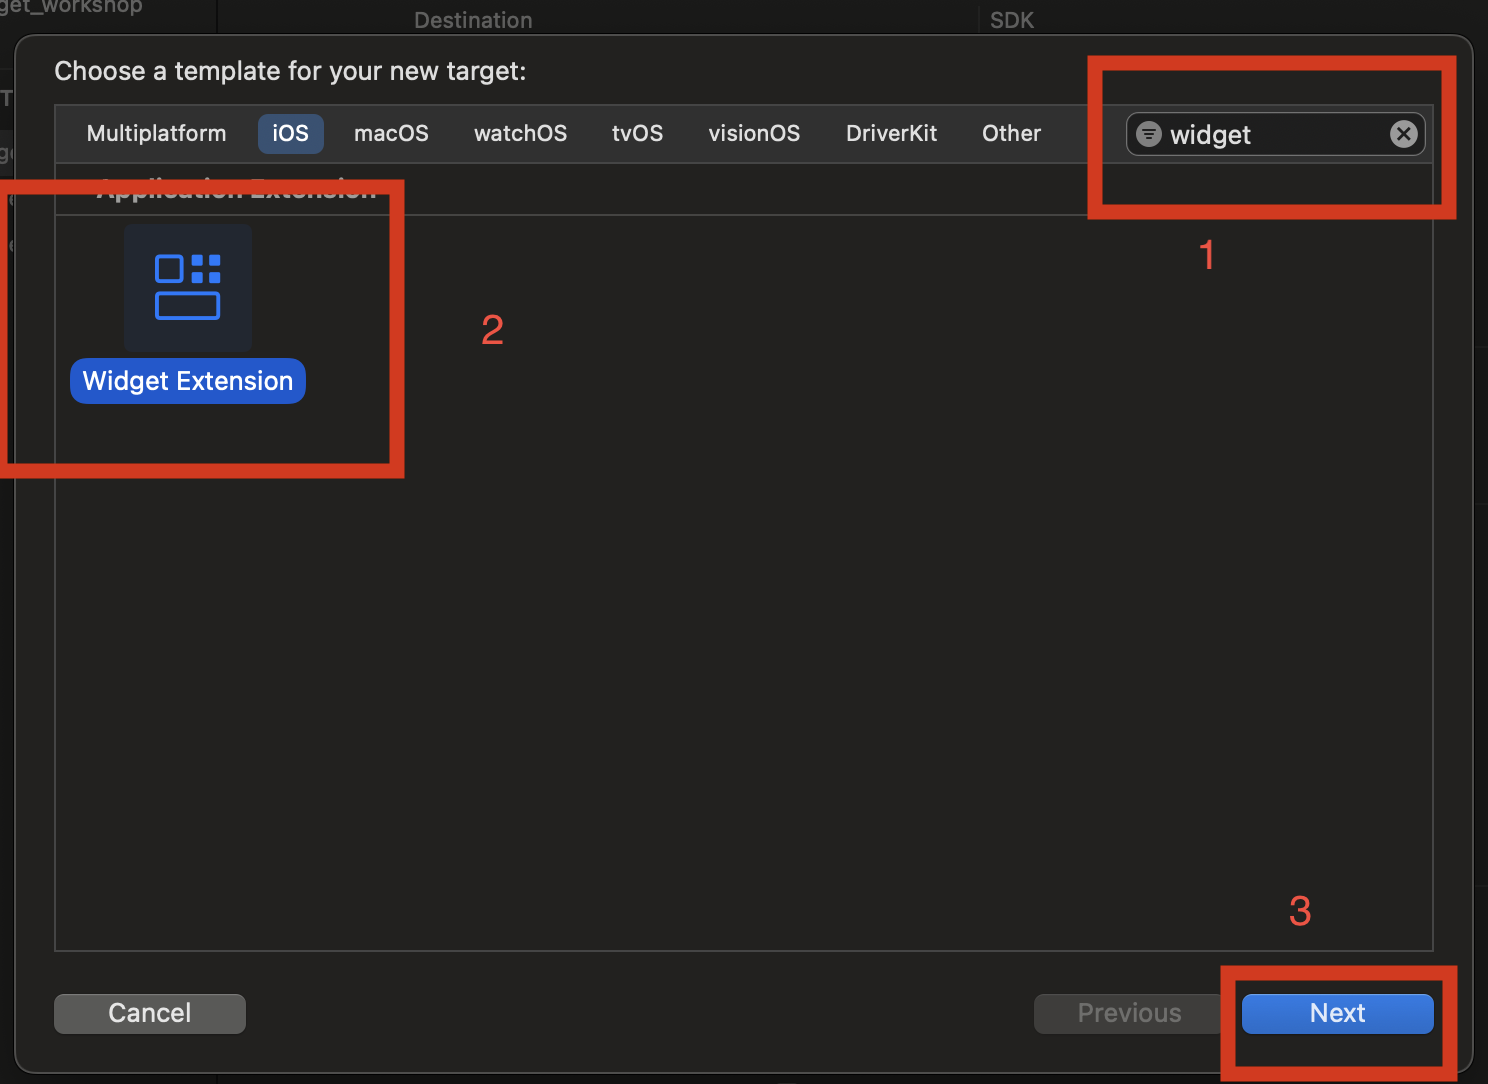 get_workshop
Destination
SDK
Choose a template for your new target:
Multiplatform
iOS
macOS
watchOS
tvOS
visionOS
DriverKit
Other
widget
Application Extension
1
2
Widget Extension
3
Cancel
Previous
Next